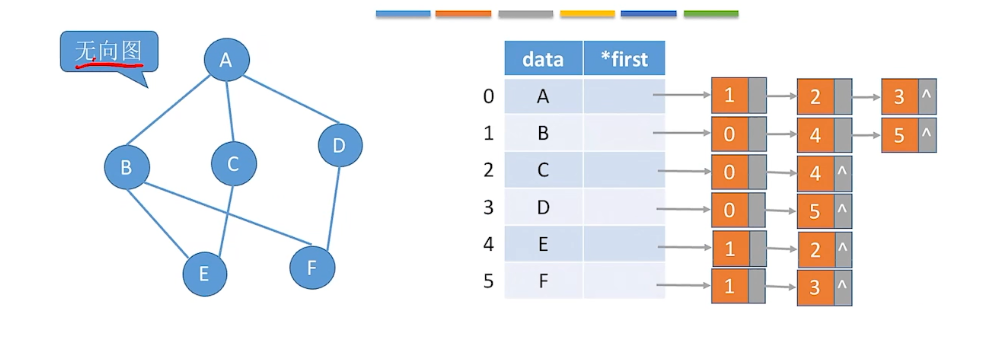 无向图
A
B
C
D
E
F
data *first
0 A 1 2 3 ^
1 B 0 4 5 ^
2 C 0 4 ^
3 D 0 5 ^
4 E 1 2 ^
5 F 1 3 ^